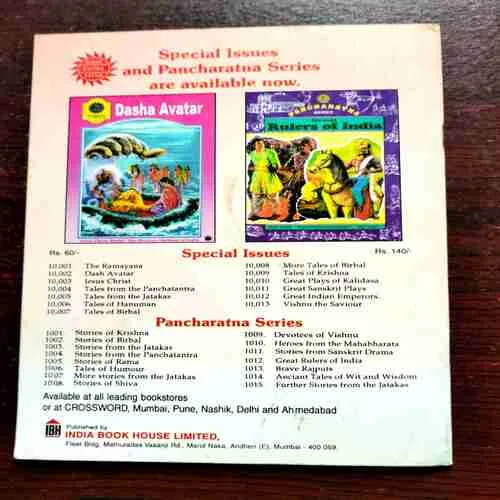 Special Issues
and Pancharatna Series
are available now.
Dasha Avatar
PANCHARATNA
Rulers of India
Rs. 60/-
Rs. 140/-
Special Issues
10,001 The Ramayana
10,002 Dash Avatar
10,003 Jesus Christ
10,004 Tales from the Panchatantra
10,005 Tales from the Jatakas
10,006 Tales of Hanuman
10,007 Tales of Birbal
10,008 More Tales of Birbal
10,009 Tales of Krishna
10,010 Great Plays of Kalidasa
10,011 Great Sanskrit Plays
10,012 Great Indian Emperors
10,013 Vishnu the Saviour
Pancharatna Series
1001. Stories of Krishna
1002. Stories of Birbal
1003. Stories from the Jatakas
1004. Stories from the Panchatantra
1005. Stories of Rama
1006. Tales of Humour
1007. More stories from the Jatakas
1008. Stories of Shiva
1009. Devotees of Vishnu
1010. Heroes from the Mahabharata
1011. Stories from Sanskrit Drama
1012. Great Rulers of India
1013. Brave Rajputs
1014. Ancient Tales of Wit and Wisdom
1015. Further Stories from the Jatakas
Available at all leading bookstores
or at CROSSWORD, Mumbai, Pune, Nashik, Delhi and Ahmedabad
IBH
Published by
INDIA BOOK HOUSE LIMITED,
Fleet Bldg, Mathuradas Vasanji Rd., Marol Naka, Andheri (E), Mumbai - 400 059.